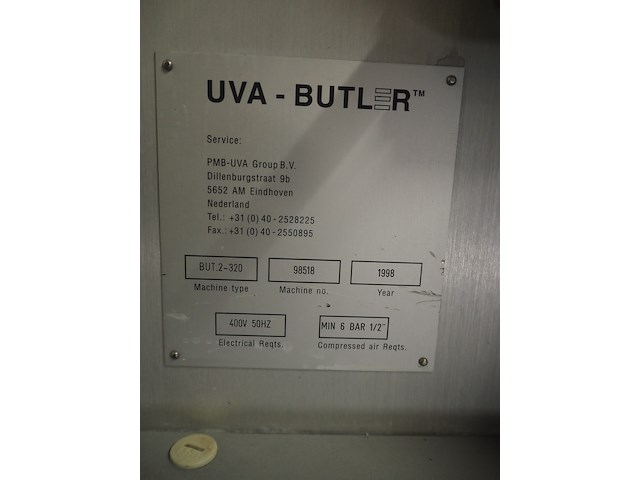 UVA - BUTLER™
Service:
PMB-UVA Group B.V.
Dillenburgstraat 9b
5652 AM Eindhoven
Nederland
Tel.: +31 (0) 40 - 2528225
Fax.: +31 (0) 40 - 2550895
BUT.2-320 98518 1998
Machine type Machine no. Year
400V 50HZ MIN 6 BAR 1/2"
Electrical Reqts. Compressed air Reqts.